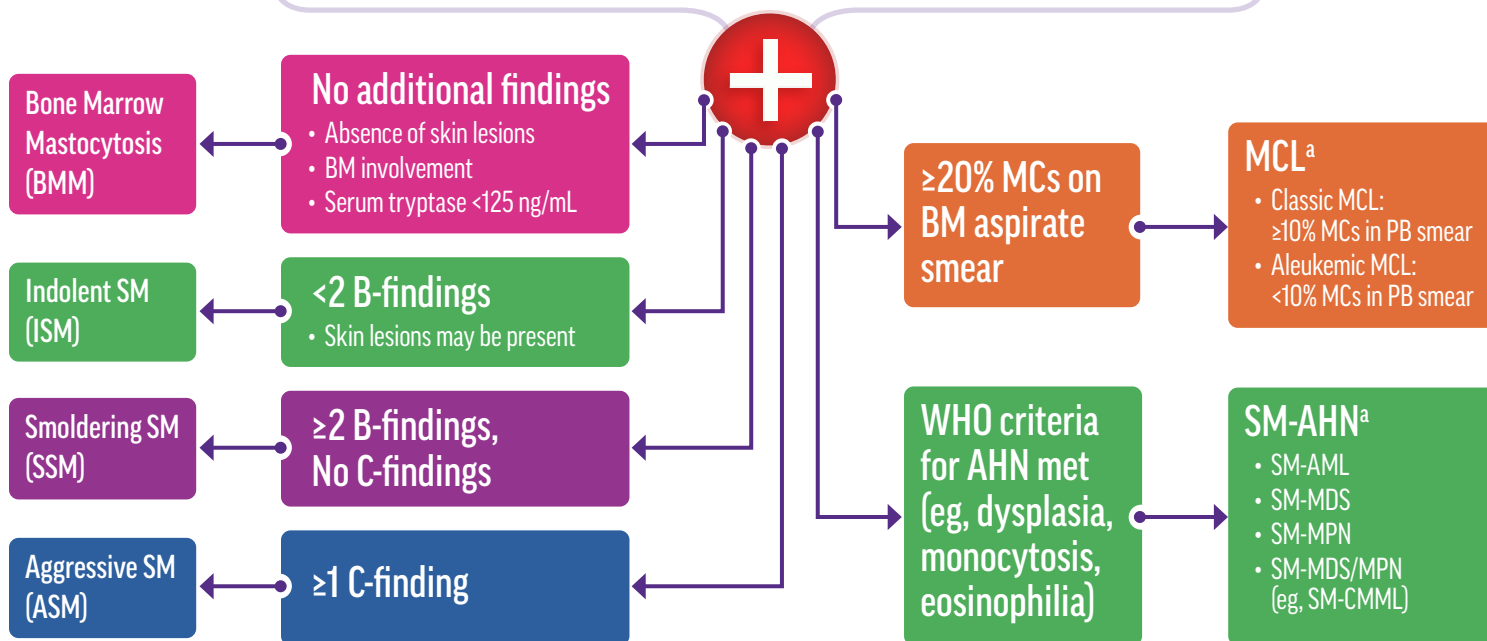 Bone Marrow
Mastocytosis
(BMM)
No additional findings
• Absence of skin lesions
• BM involvement
• Serum tryptase <125 ng/mL
Indolent SM
(ISM)
<2 B-findings
• Skin lesions may be present
Smoldering SM
(SSM)
≥2 B-findings,
No C-findings
Aggressive SM
(ASM)
≥1 C-finding
≥20% MCs on
BM aspirate
smear
MCLᵃ
• Classic MCL:
≥10% MCs in PB smear
• Aleukemic MCL:
<10% MCs in PB smear
WHO criteria
for AHN met
(eg, dysplasia,
monocytosis,
eosinophilia)
SM-AHNᵃ
• SM-AML
• SM-MDS
• SM-MPN
• SM-MDS/MPN
(eg, SM-CMML)